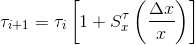 τ_{i+1} = τ_i [ 1 + S_x^τ ( Δx / x ) ]